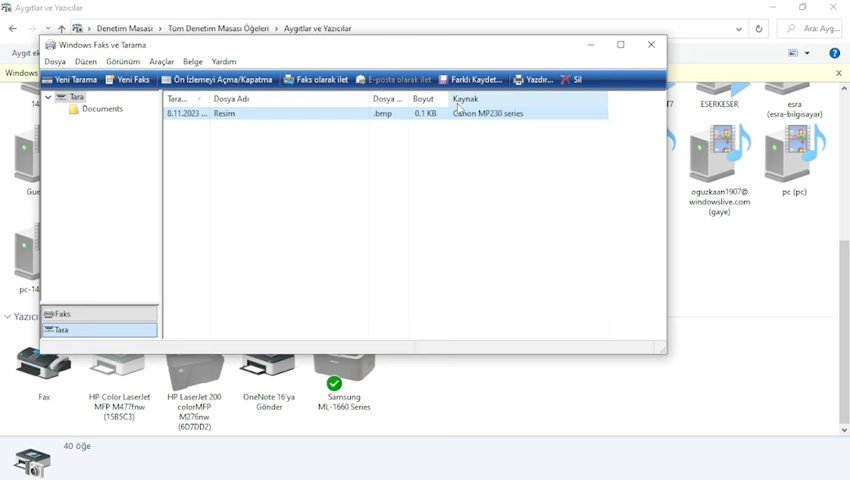 Aygıtlar ve Yazıcılar
Denetim Masası > Tüm Denetim Masası Öğeleri > Aygıtlar ve Yazıcılar
Ara: Ayg...
Aygıt ek
Windows
Windows Faks ve Tarama
Dosya Düzen Görünüm Araçlar Belge Yardım
Yeni Tarama Yeni Faks Ön İzlemeyi Açma/Kapatma Faks olarak ilet E-posta olarak ilet Farklı Kaydet... Yazdır... Sil
Tara
Documents
Tara... Dosya Adı Dosya ... Boyut Kaynak
8.11.2023 ... Resim .bmp 0.1 KB Canon MP230 series
Faks
Tara
14
T7
ESERKESER
esra
(esra-bilgisayar)
Gue
oguzkaan1907@
windowslive.com
(gaye)
pc (pc)
pc-14
Yazıcı
Fax
HP Color LaserJet
MFP M477fnw
(15B5C3)
HP LaserJet 200
colorMFP
M276nw
(6D7DD2)
OneNote 16'ya
Gönder
Samsung
ML-1660 Series
40 öğe